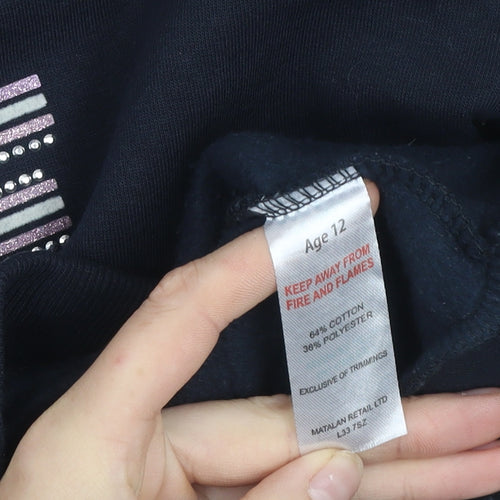 Age 12
KEEP AWAY FROM
FIRE AND FLAMES
64% COTTON
36% POLYESTER
EXCLUSIVE OF TRIMMINGS
MATALAN RETAIL LTD
L33 7SZ